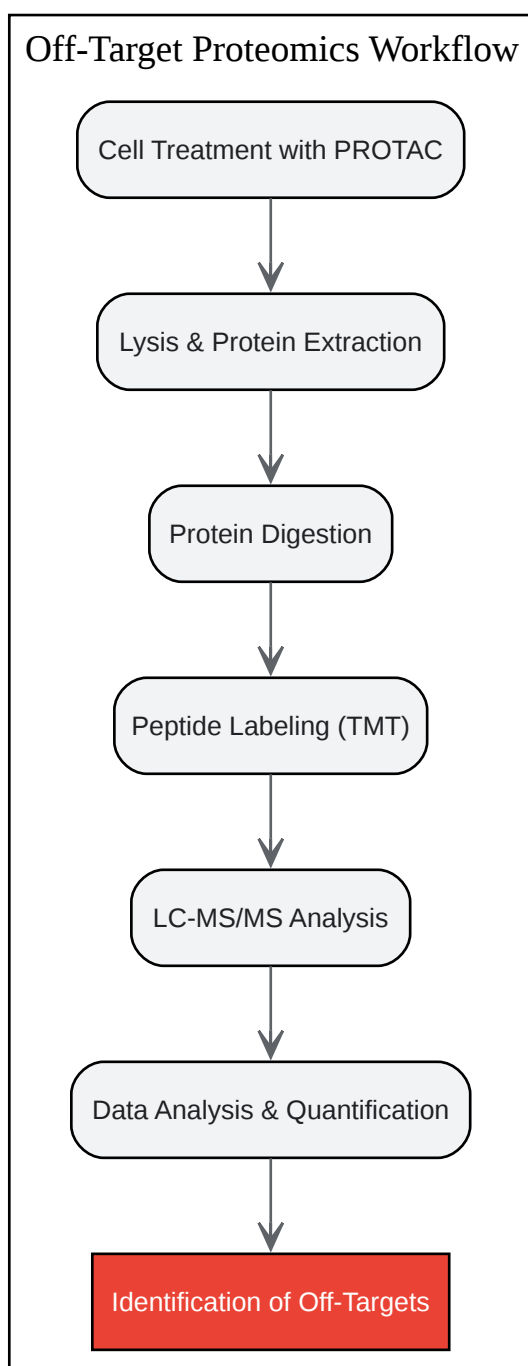 Off-Target Proteomics Workflow
Cell Treatment with PROTAC
Lysis & Protein Extraction
Protein Digestion
Peptide Labeling (TMT)
LC-MS/MS Analysis
Data Analysis & Quantification
Identification of Off-Targets